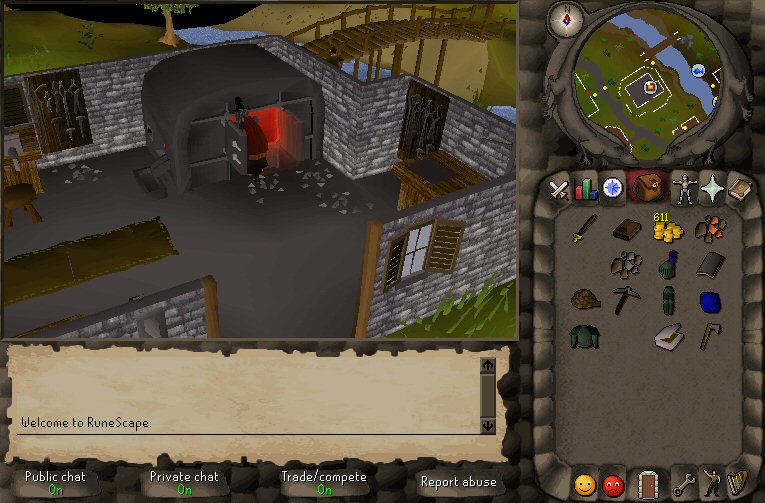 N
611
Welcome to RuneScape.
Public chat
On
Private chat
On
Trade/compete
On
Report abuse